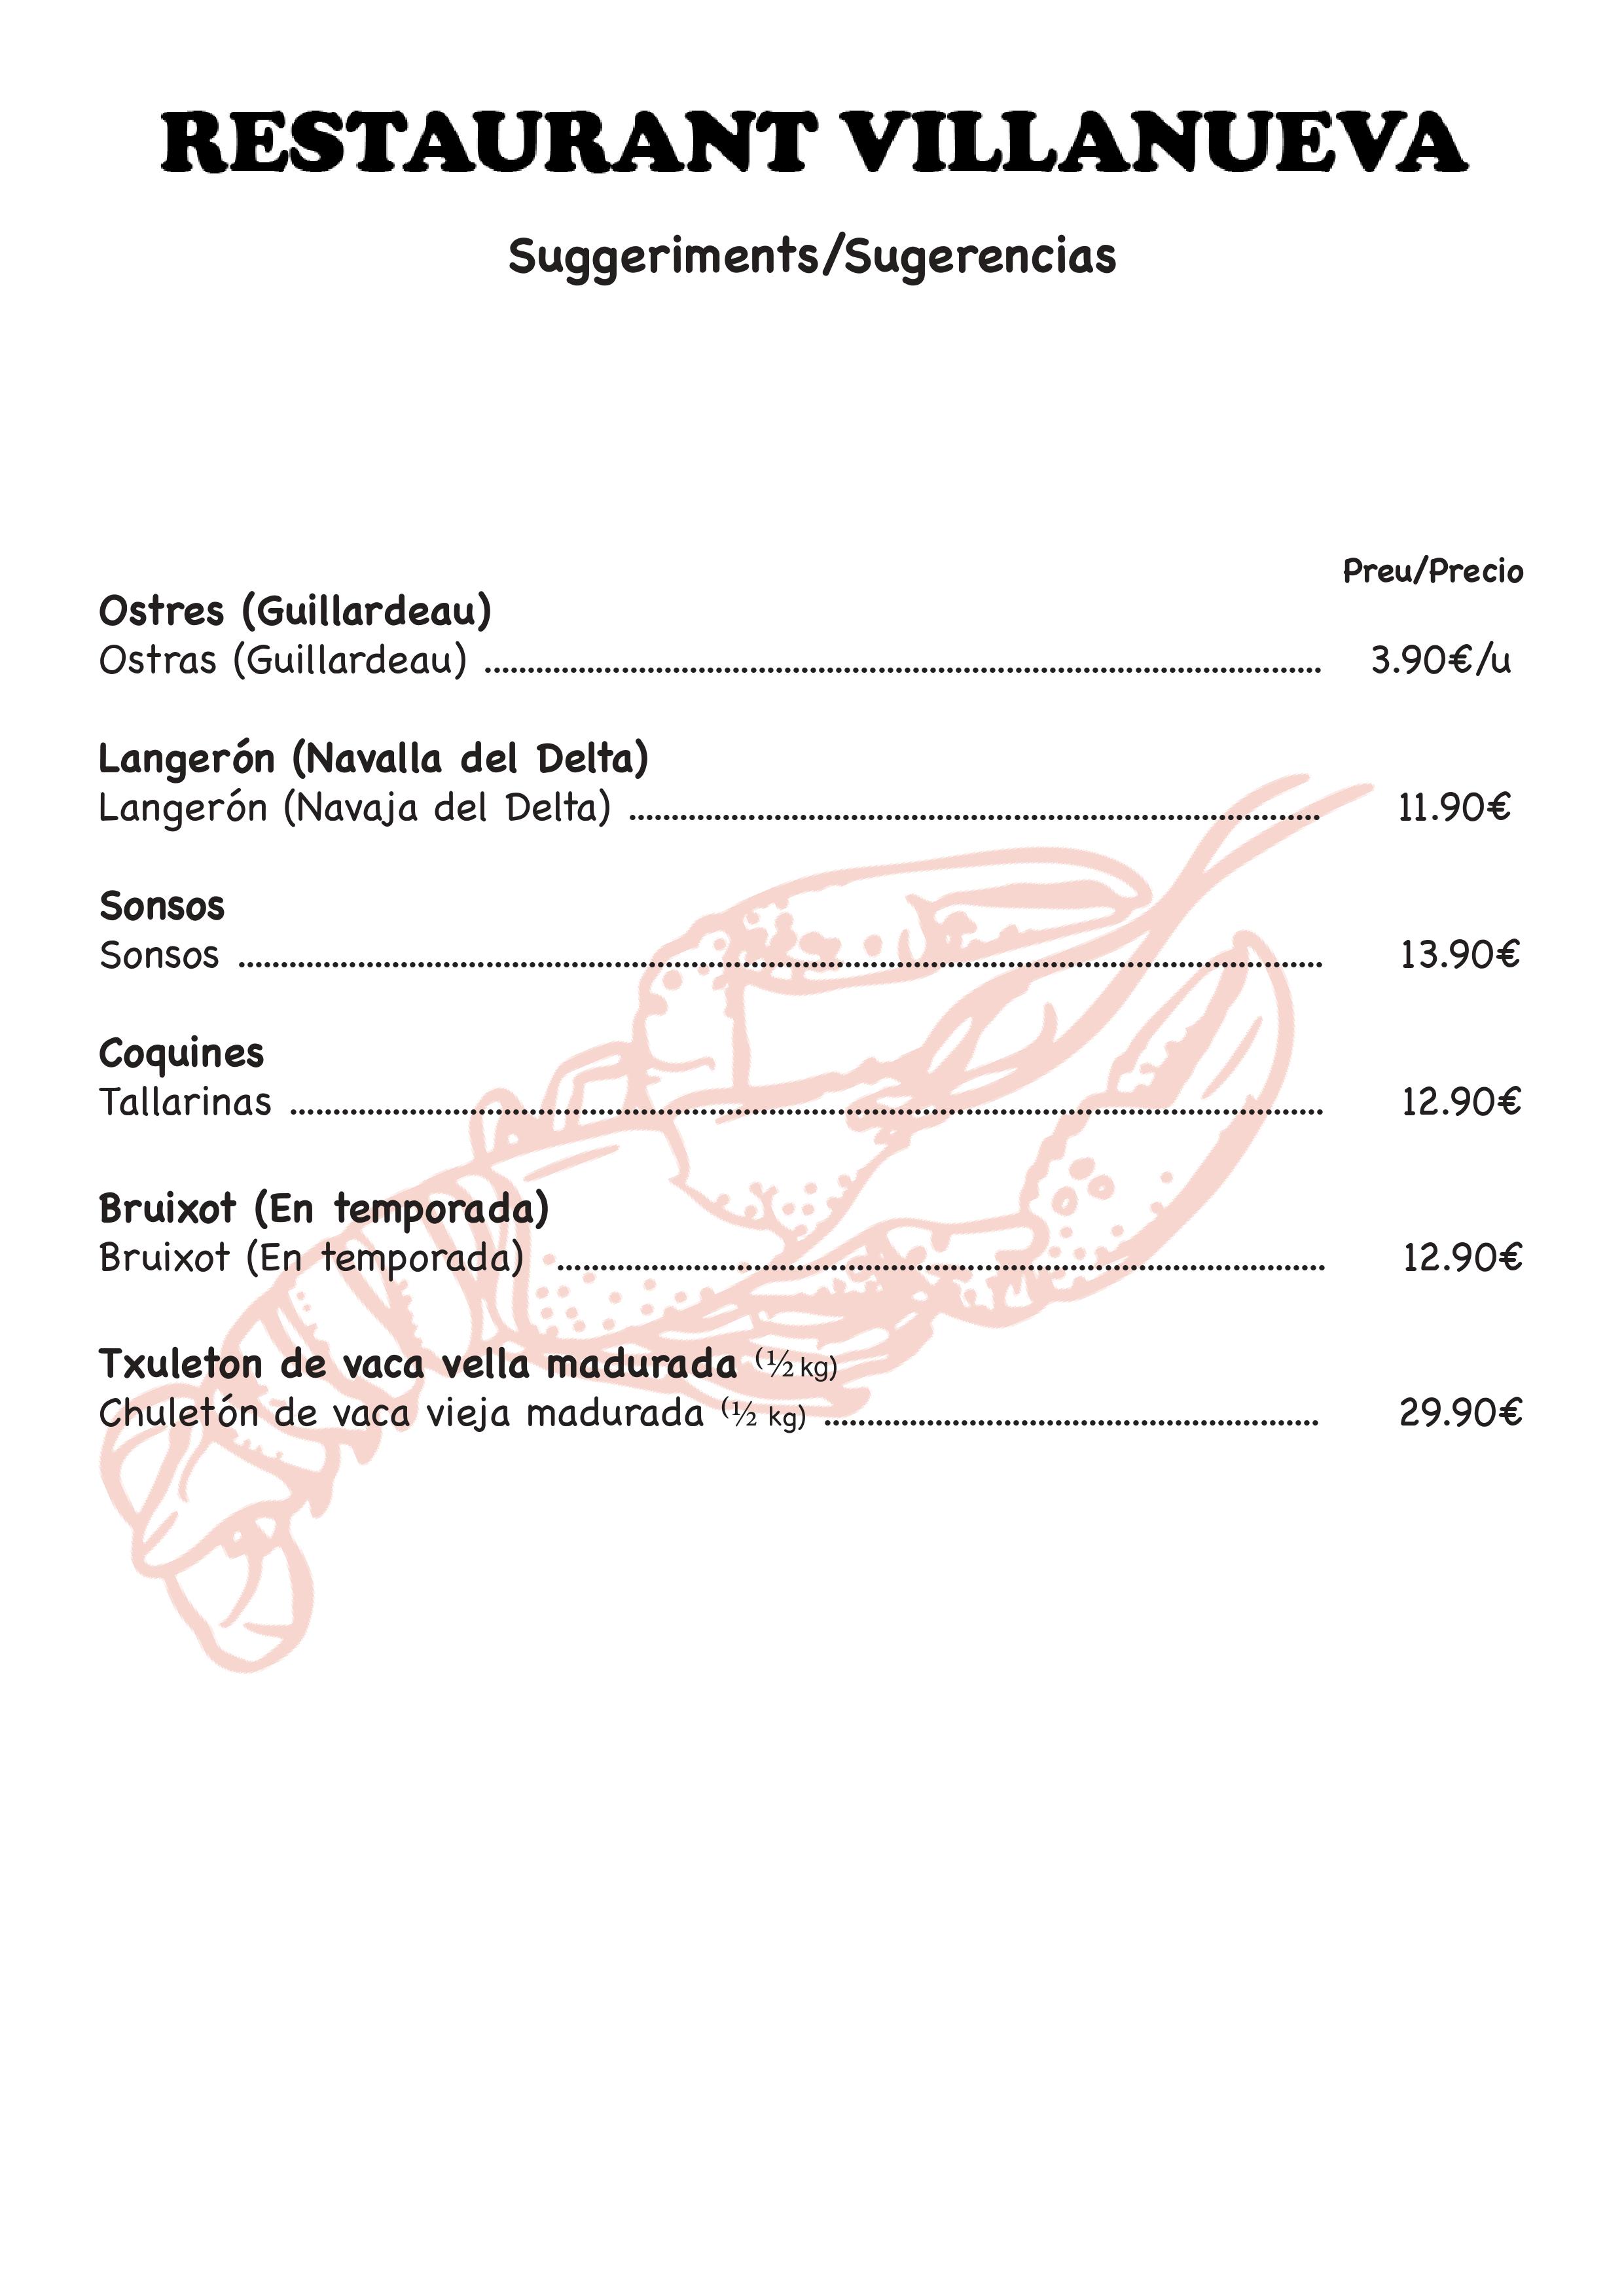 RESTAURANT VILLANUEVA
Suggeriments/Sugerencias
Preu/Precio
Ostres (Guillardeau)
Ostras (Guillardeau) ........................ 3.90€/u
Langerón (Navalla del Delta)
Langerón (Navaja del Delta) ........................ 11.90€
Sonsos
Sonsos ........................ 13.90€
Coquines
Tallarinas ........................ 12.90€
Bruixot (En temporada)
Bruixot (En temporada) ........................ 12.90€
Txuleton de vaca vella madurada (½ kg)
Chuletón de vaca vieja madurada (½ kg) ........................ 29.90€